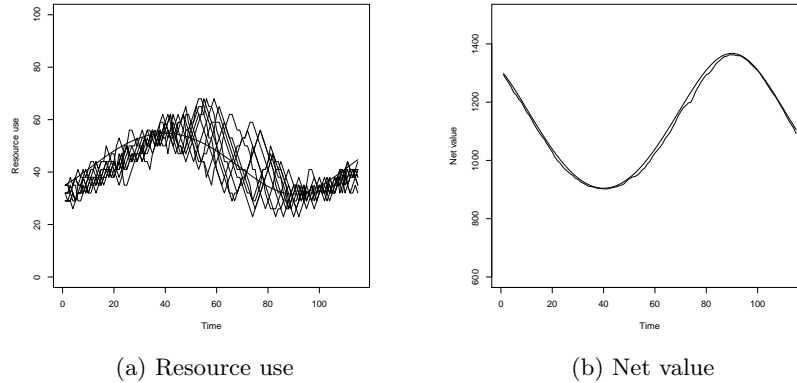 100
80
60
40
20
0
Resource use
0 20 40 60 80 100
Time
(a) Resource use
1400
1200
1000
800
600
Net value
0 20 40 60 80 100
Time
(b) Net value